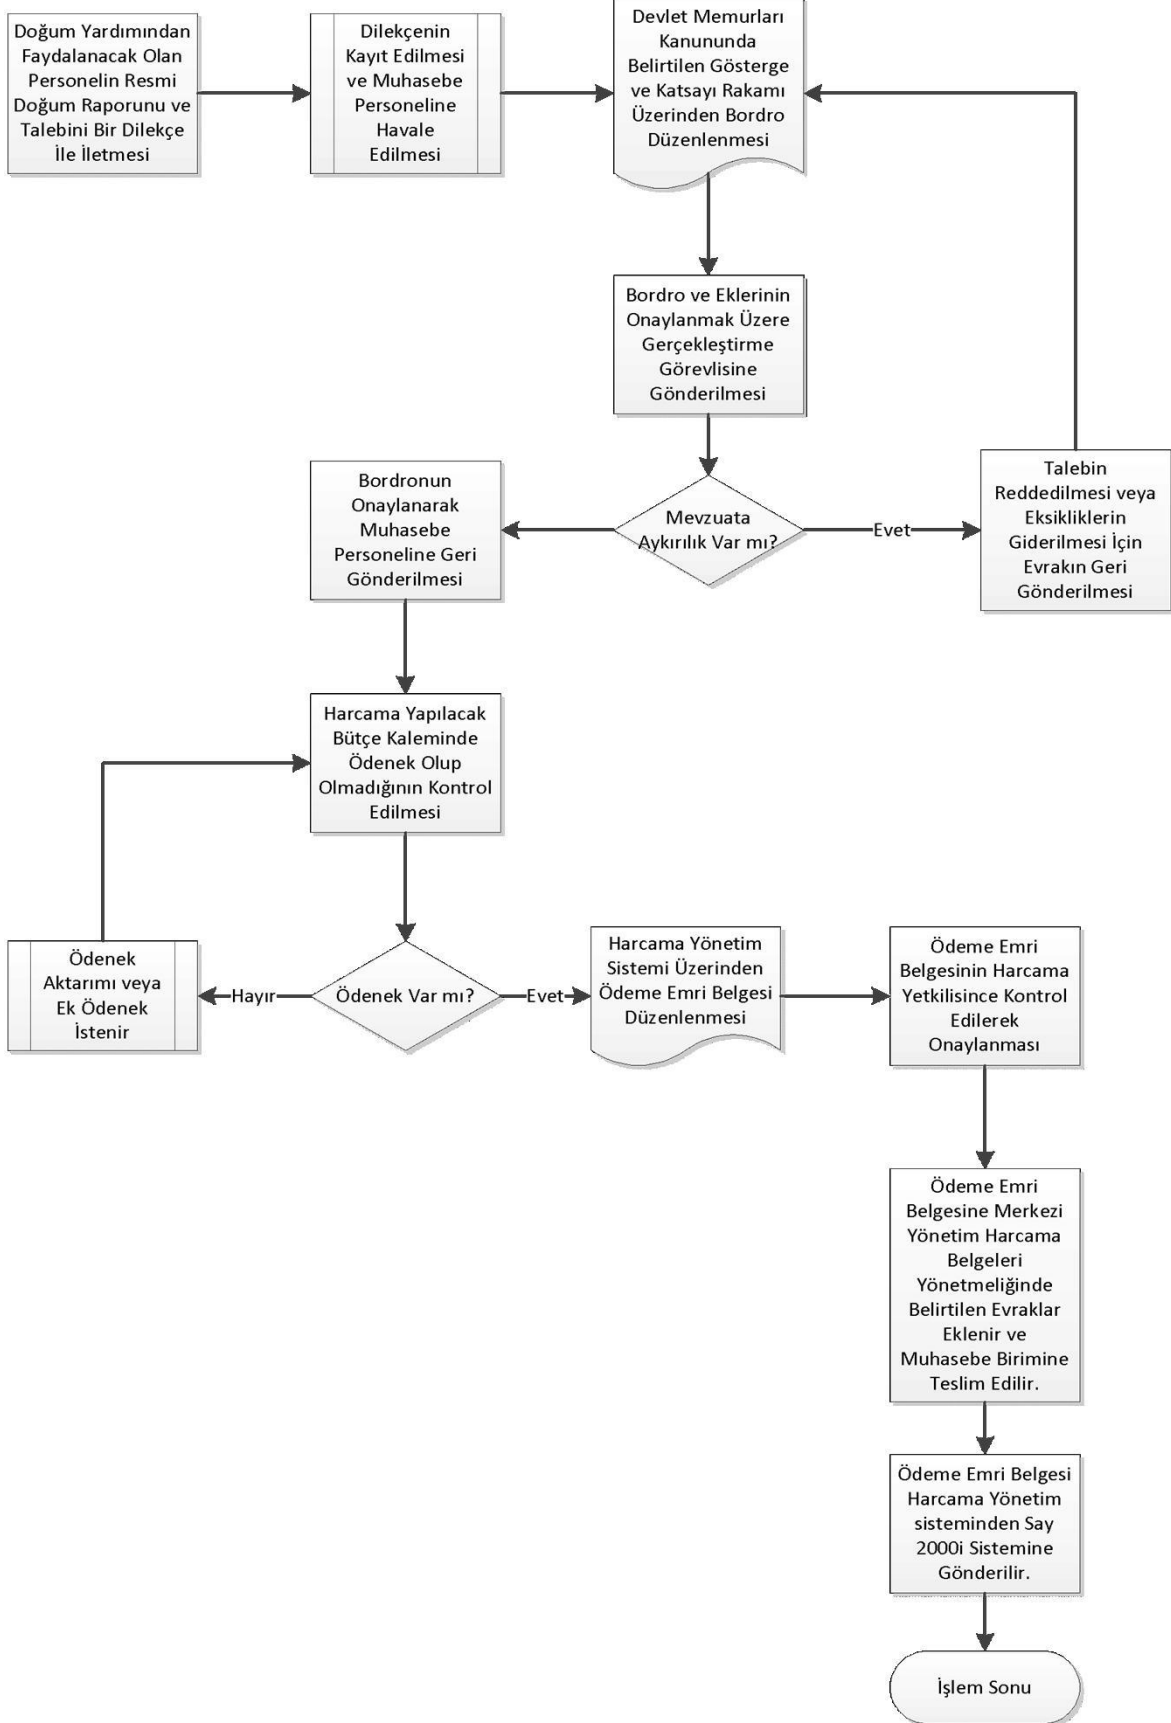 Doğum Yardımından
Faydalanacak Olan
Personelin Resmi
Doğum Raporunu ve
Talebini Bir Dilekçe
İle İletmesi
Dilekçenin
Kayıt Edilmesi
ve Muhasebe
Personeline
Havale
Edilmesi
Devlet Memurları
Kanununda
Belirtilen Gösterge
ve Katsayı Rakamı
Üzerinden Bordro
Düzenlenmesi
Bordro ve Eklerinin
Onaylanmak Üzere
Gerçekleştirme
Görevlisine
Gönderilmesi
Mevzuata
Aykırılık Var mı?
Evet
Talebin
Reddedilmesi veya
Eksikliklerin
Giderilmesi İçin
Evrakın Geri
Gönderilmesi
Bordronun
Onaylanarak
Muhasebe
Personeline Geri
Gönderilmesi
Harcama Yapılacak
Bütçe Kaleminde
Ödenek Olup
Olmadığının Kontrol
Edilmesi
Ödenek Var mı?
Hayır
Ödenek
Aktarımı veya
Ek Ödenek
İstenir
Evet
Harcama Yönetim
Sistemi Üzerinden
Ödeme Emri Belgesi
Düzenlenmesi
Ödeme Emri
Belgesinin Harcama
Yetkilisince Kontrol
Edilerek
Onaylanması
Ödeme Emri
Belgesine Merkezi
Yönetim Harcama
Belgeleri
Yönetmeliğinde
Belirtilen Evraklar
Eklenir ve
Muhasebe Birimine
Teslim Edilir.
Ödeme Emri Belgesi
Harcama Yönetim
sisteminden Say
2000i Sistemine
Gönderilir.
İşlem Sonu